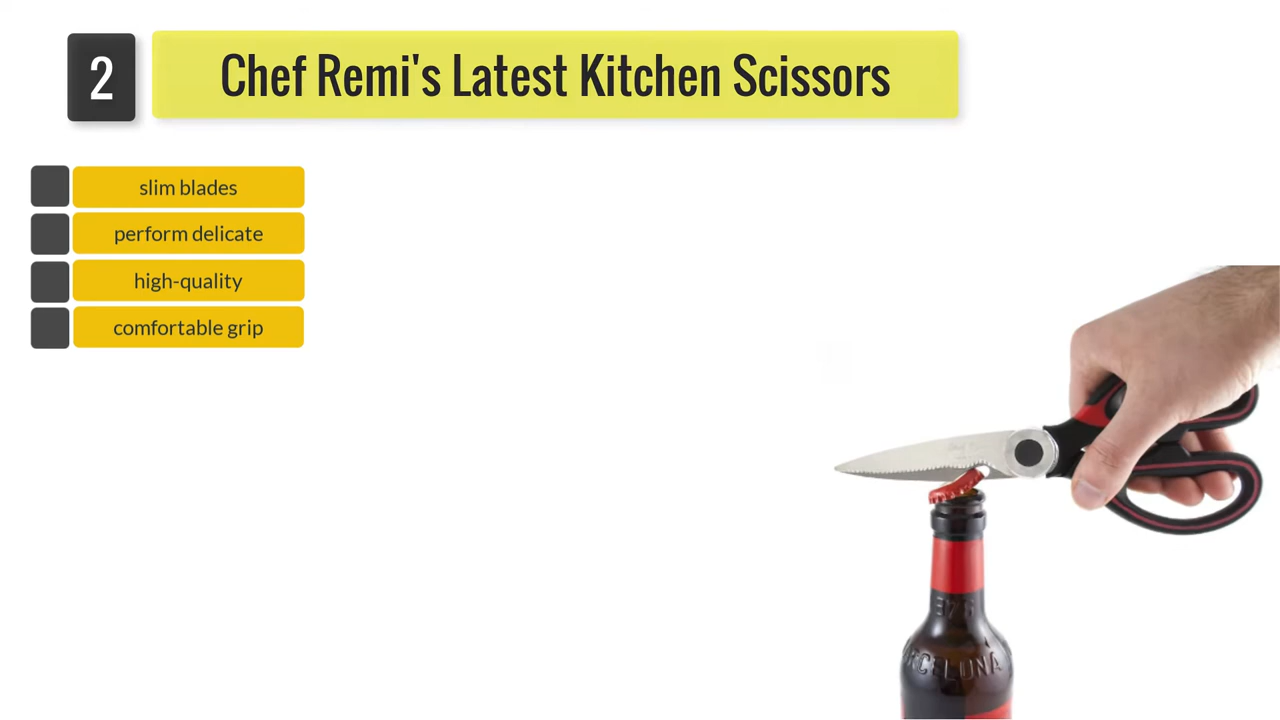 2
Chef Remi's Latest Kitchen Scissors
slim blades
perform delicate
high-quality
comfortable grip